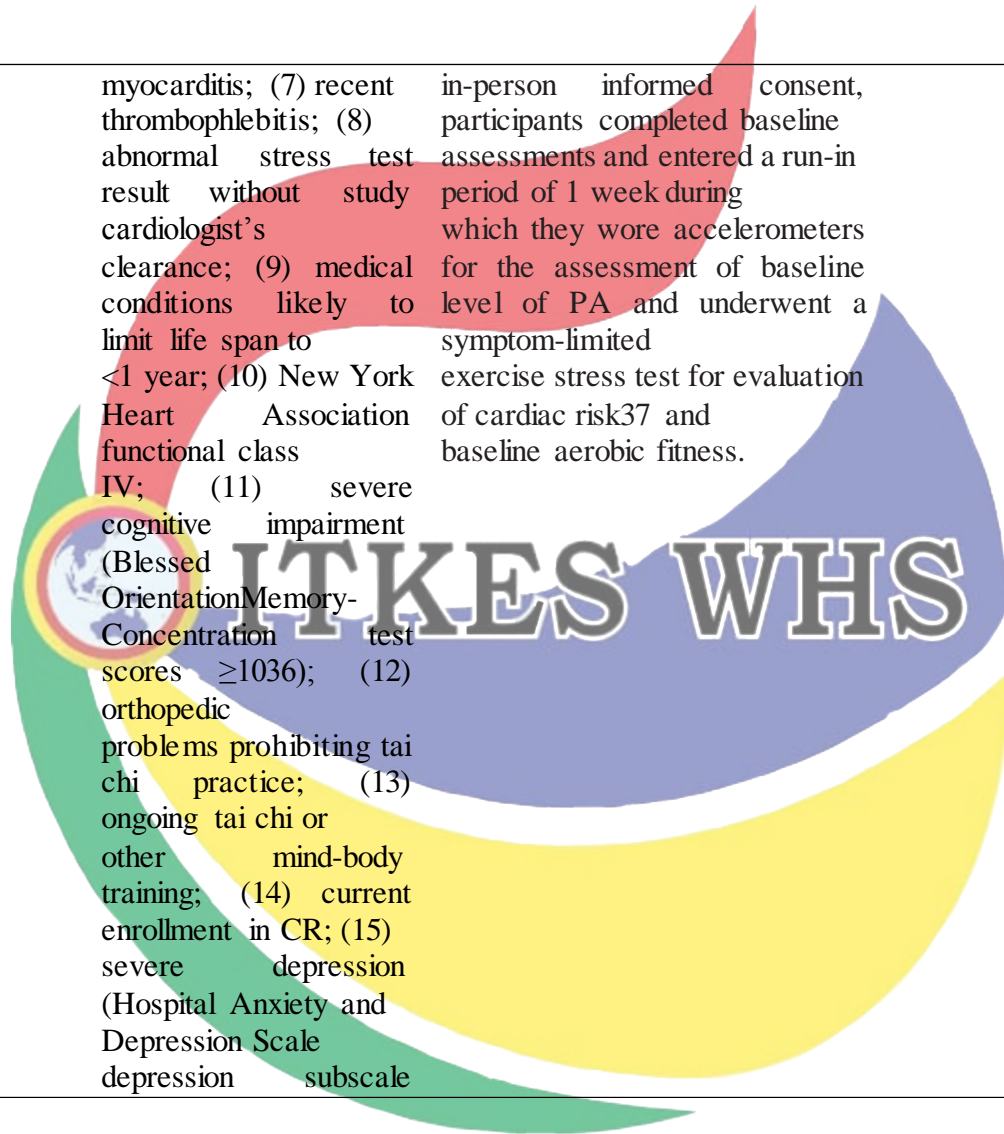 myocarditis; (7) recent
thrombophlebitis; (8)
abnormal stress test
result without study
cardiologist’s
clearance; (9) medical
conditions likely to
limit life span to
<1 year; (10) New York
Heart Association
functional class
IV; (11) severe
cognitive impairment
(Blessed
OrientationMemory-
Concentration test
scores ≥1036); (12)
orthopedic
problems prohibiting tai
chi practice; (13)
ongoing tai chi or
other mind-body
training; (14) current
enrollment in CR; (15)
severe depression
(Hospital Anxiety and
Depression Scale
depression subscale
in-person informed consent,
participants completed baseline
assessments and entered a run-in
period of 1 week during
which they wore accelerometers
for the assessment of baseline
level of PA and underwent a
symptom-limited
exercise stress test for evaluation
of cardiac risk37 and
baseline aerobic fitness.
ITKES WHS